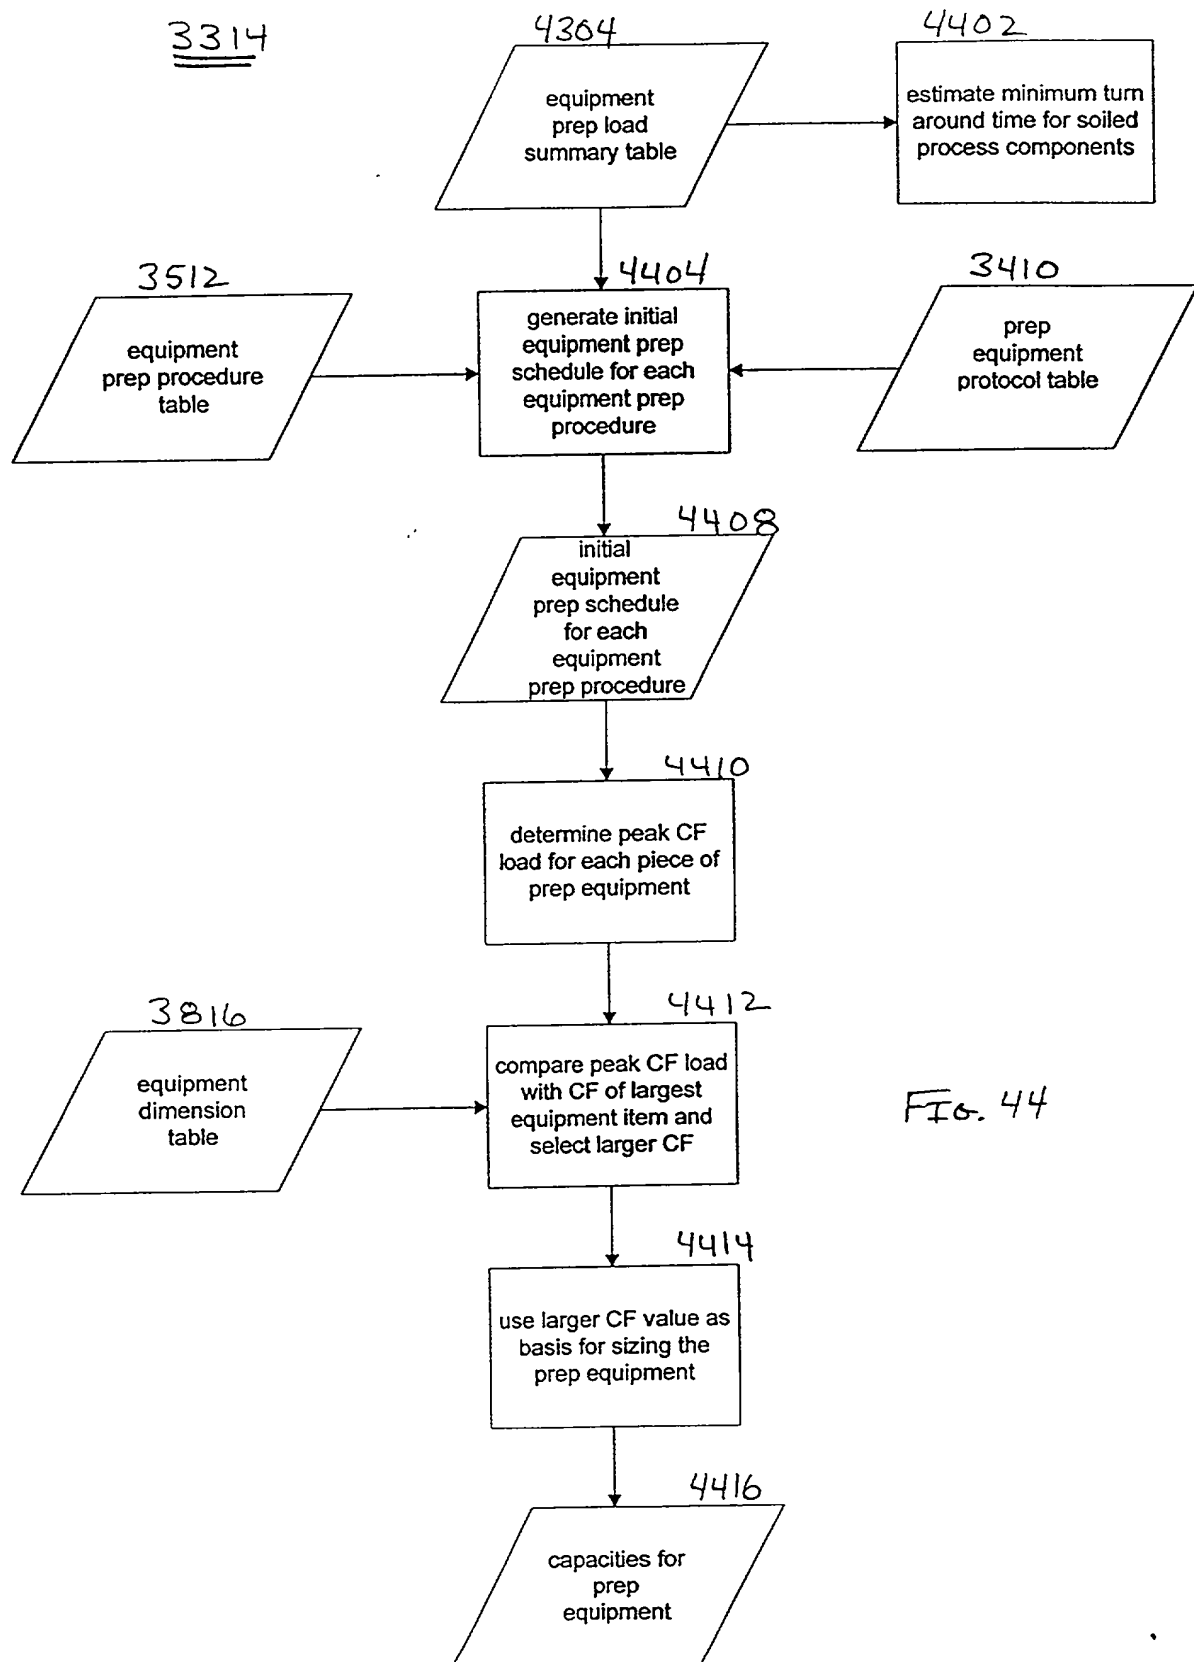 3314
4304
4402
equipment
prep load
summary table
estimate minimum turn
around time for soiled
process components
3512
4404
3410
equipment
prep procedure
table
generate initial
equipment prep
schedule for each
equipment prep
procedure
prep
equipment
protocol table
4408
initial
equipment
prep schedule
for each
equipment
prep procedure
4410
determine peak CF
load for each piece of
prep equipment
3816
4412
equipment
dimension
table
compare peak CF load
with CF of largest
equipment item and
select larger CF
FIG. 44
4414
use larger CF value as
basis for sizing the
prep equipment
4416
capacities for
prep
equipment